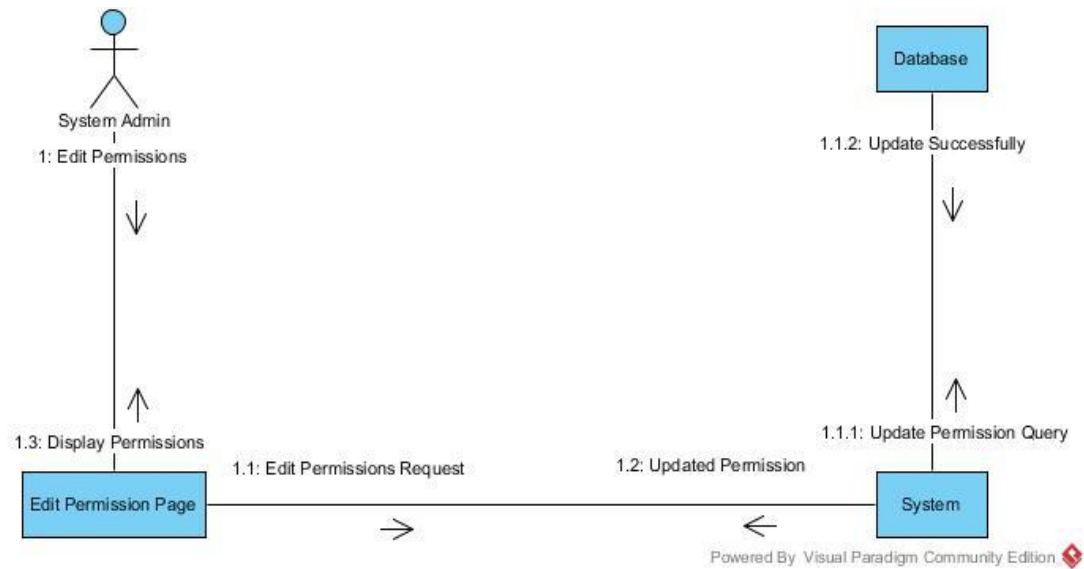 Database
System Admin
1: Edit Permissions
1.1.2: Update Successfully
1.3: Display Permissions
1.1.1: Update Permission Query
1.1: Edit Permissions Request
1.2: Updated Permission
Edit Permission Page
System
Powered By Visual Paradigm Community Edition